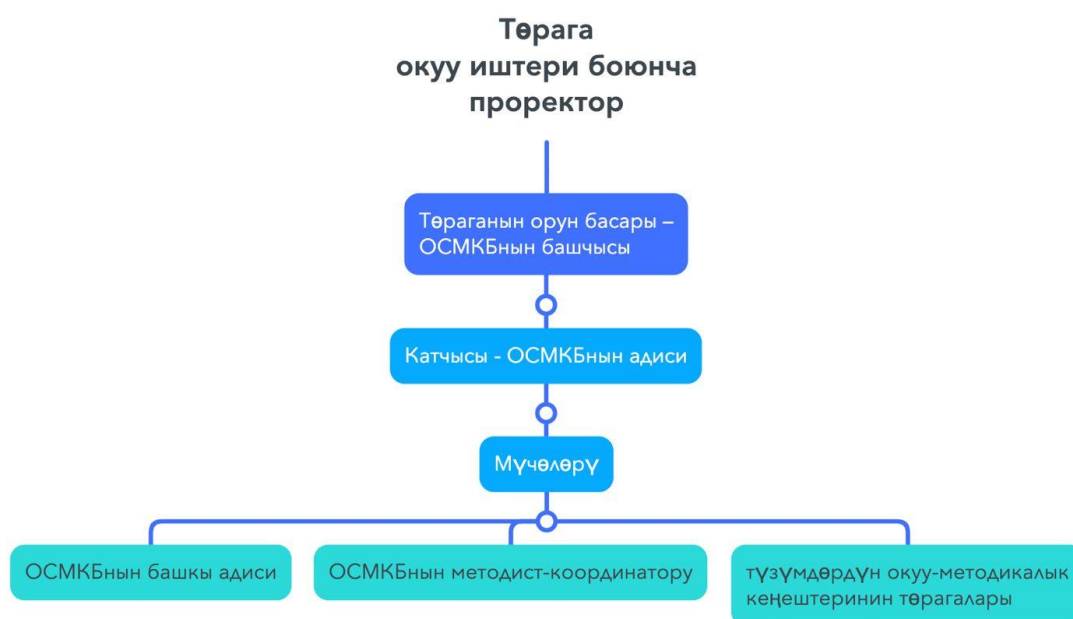 Төрага
окуу иштери боюнча
проректор
Төраганын орун басары –
ОСМКБнын башчысы
Катчысы - ОСМКБнын адиси
Мүчөлөрү
ОСМКБнын башкы адиси
ОСМКБнын методист-координатору
түзүмдөрдүн окуу-методикалык
кеңештеринин төрагалары